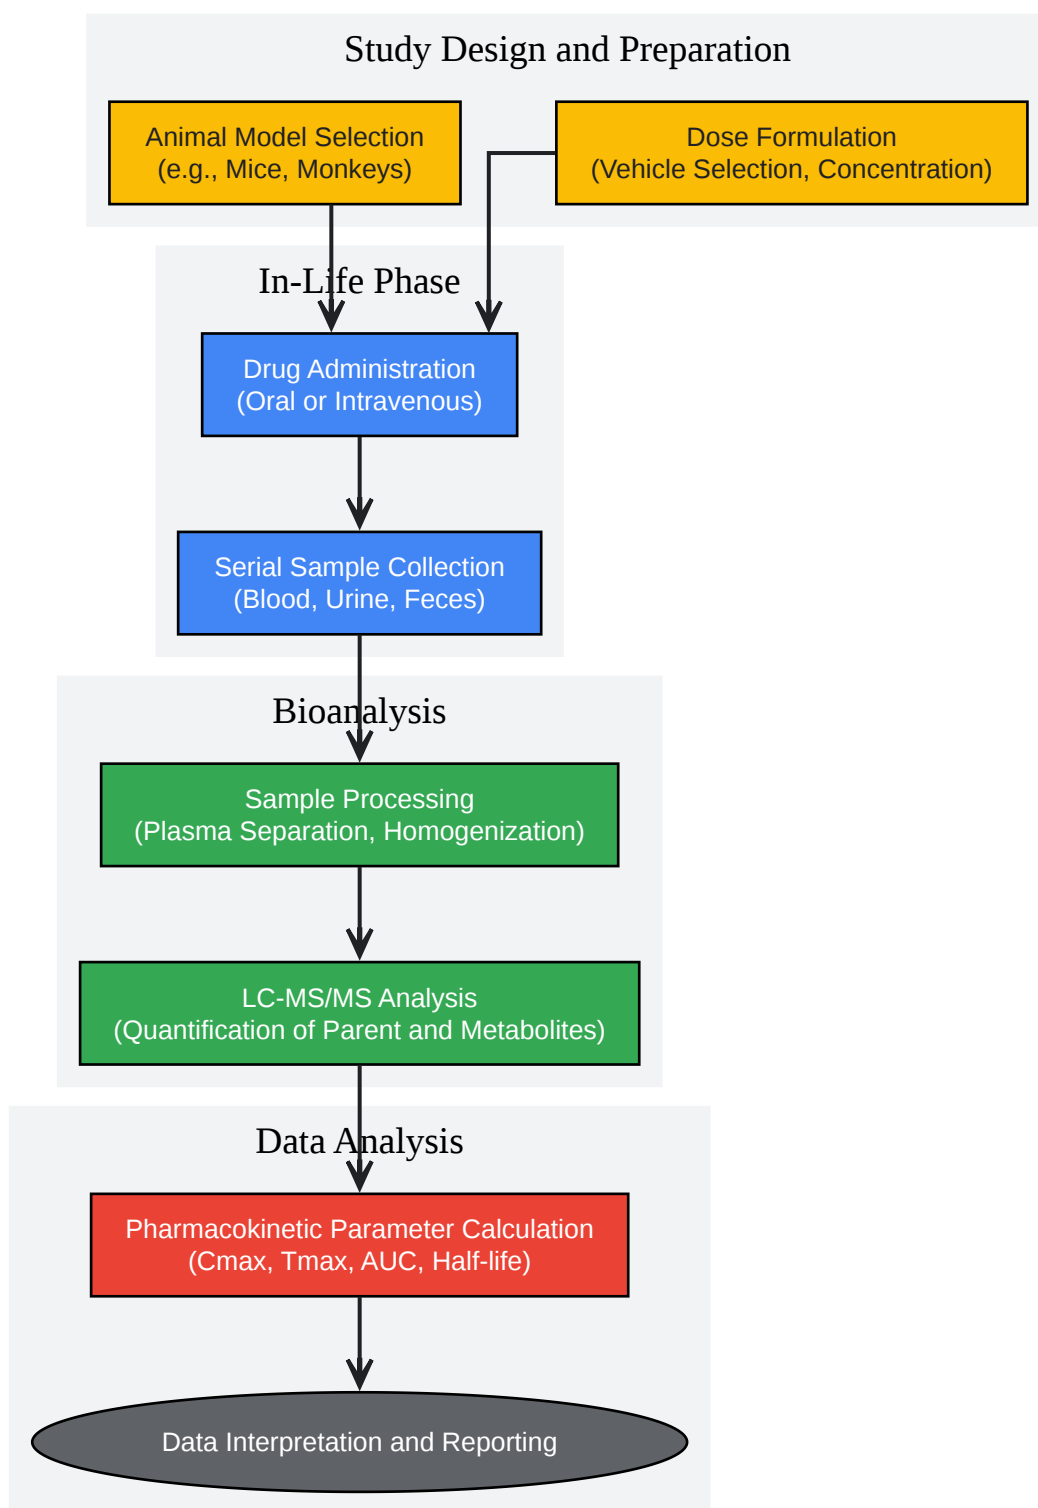 Study Design and Preparation
Animal Model Selection
(e.g., Mice, Monkeys)
Dose Formulation
(Vehicle Selection, Concentration)
In-Life Phase
Drug Administration
(Oral or Intravenous)
Serial Sample Collection
(Blood, Urine, Feces)
Bioanalysis
Sample Processing
(Plasma Separation, Homogenization)
LC-MS/MS Analysis
(Quantification of Parent and Metabolites)
Data Analysis
Pharmacokinetic Parameter Calculation
(Cmax, Tmax, AUC, Half-life)
Data Interpretation and Reporting